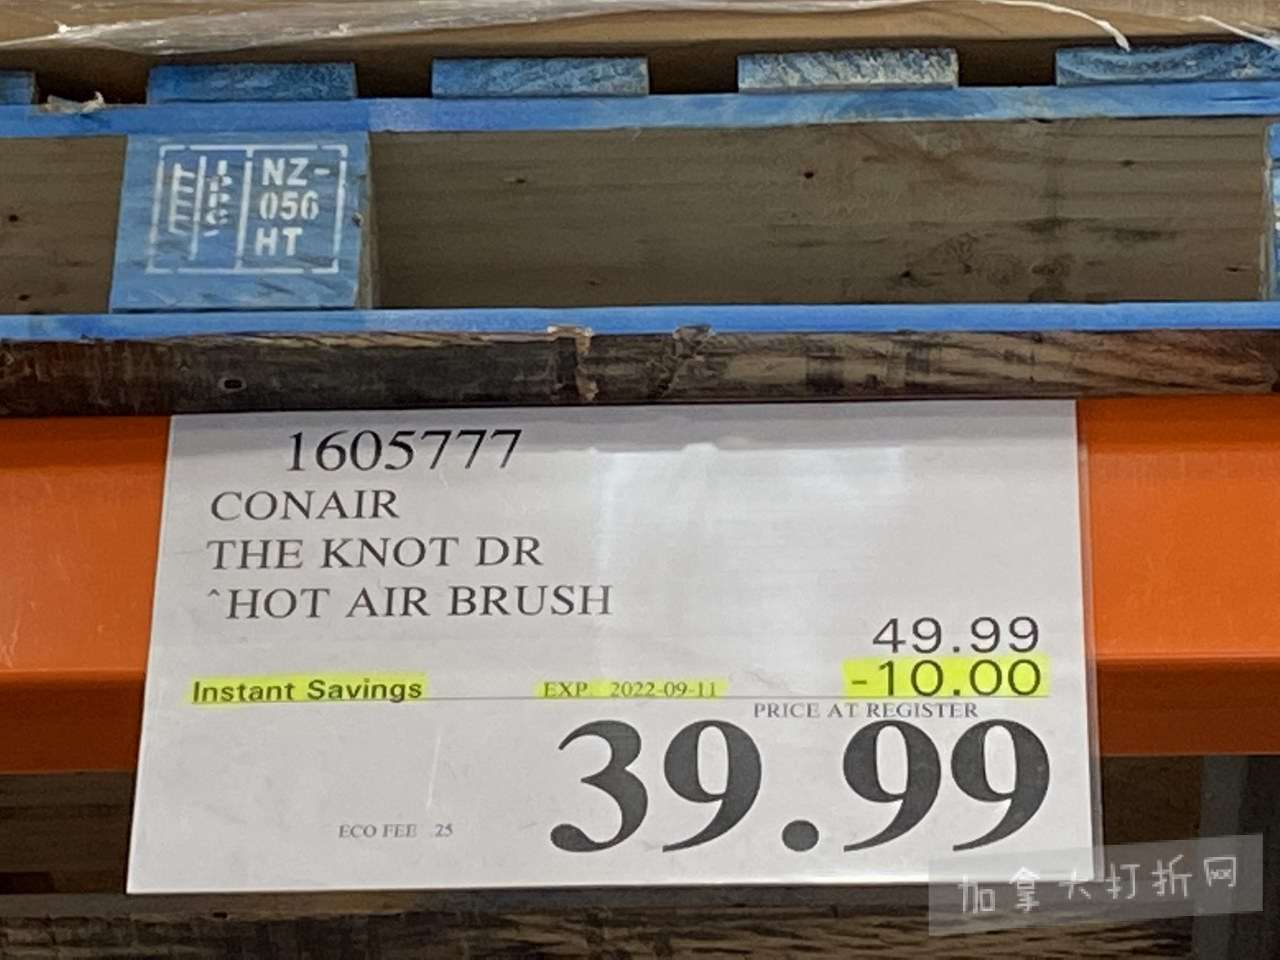 NZ-
056
HT
1605777
CONAIR
THE KNOT DR
^HOT AIR BRUSH
49.99
Instant Savings EXP. 2022-09-11 -10.00
PRICE AT REGISTER
39.99
ECO FEE .25
加拿大打折网